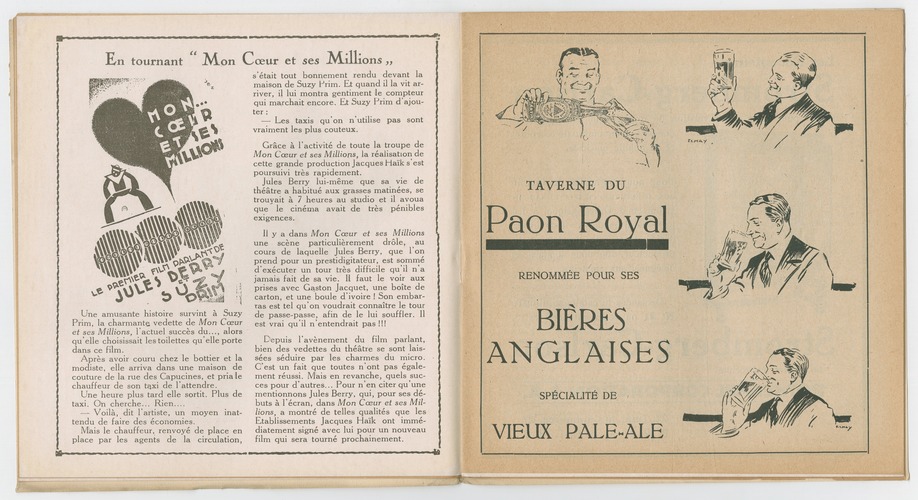 En tournant “ Mon Cœur et ses Millions „
MON...
CŒUR
ET SES
MILLIONS
LE PREMIER FILM PARLANT DE
JULES BERRY
ET
SUZY
PRIM
Une amusante histoire survint à Suzy
Prim, la charmante vedette de Mon Cœur
et ses Millions, l'actuel succès du..., alors
qu'elle choisissait les toilettes qu'elle porte
dans ce film.
Après avoir couru chez le bottier et la
modiste, elle arriva dans une maison de
couture de la rue des Capucines, et pria le
chauffeur de son taxi de l'attendre.
Une heure plus tard elle sortit. Plus de
taxi. On cherche... Rien....
— Voilà, dit l'artiste, un moyen inat-
tendu de faire des économies.
Mais le chauffeur, renvoyé de place en
place par les agents de la circulation,
s'était tout bonnement rendu devant la
maison de Suzy Prim. Et quand il la vit ar-
river, il lui montra gentiment le compteur
qui marchait encore. Et Suzy Prim d'ajou-
ter :
— Les taxis qu'on n'utilise pas sont
vraiment les plus couteux.
Grâce à l'activité de toute la troupe de
Mon Cœur et ses Millions, la réalisation de
cette grande production Jacques Haïk s'est
poursuivi très rapidement.
Jules Berry lui-même que sa vie de
théâtre a habitué aux grasses matinées, se
trouvait à 7 heures au studio et il avoua
que le cinéma avait de très pénibles
exigences.
Il y a dans Mon Cœur et ses Millions
une scène particulièrement drôle, au
cours de laquelle Jules Berry, que l'on
prend pour un prestidigitateur, est sommé
d'exécuter un tour très difficile qu'il n'a
jamais fait de sa vie. Il faut le voir aux
prises avec Gaston Jacquet, une boîte de
carton, et une boule d'ivoire ! Son embar-
ras est tel qu'on voudrait connaître le tour
de passe-passe, afin de le lui souffler. Il
est vrai qu'il n'entendrait pas !!!
Depuis l'avènement du film parlant,
bien des vedettes du théâtre se sont lais-
sées séduire par les charmes du micro.
C'est un fait que toutes n'ont pas égale-
ment réussi. Mais en revanche, quels suc-
ces pour d'autres... Pour n'en citer qu'une
mentionnons Jules Berry, qui, pour ses dé-
buts à l'écran, dans Mon Cœur et ses Mil-
lions, a montré de telles qualités que les
Etablissements Jacques Haïk ont immé-
diatement signé avec lui pour un nouveau
film qui sera tourné prochainement.
TAVERNE DU
Paon Royal
RENOMMÉE POUR SES
BIÈRES
ANGLAISES
SPÉCIALITÉ DE
VIEUX PALE-ALE